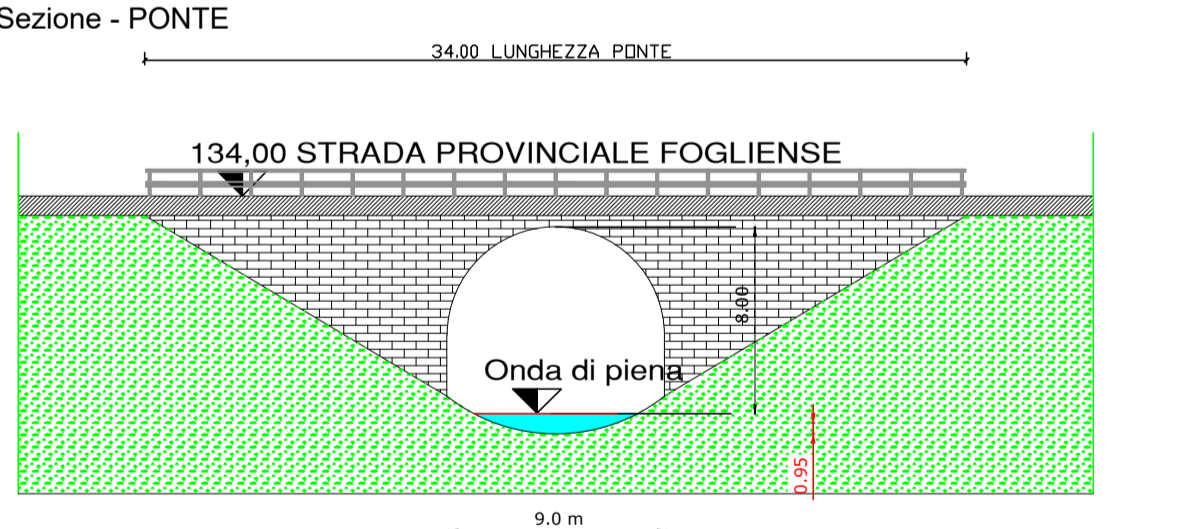 Sezione - PONTE
34.00 LUNGHEZZA PONTE
134,00 STRADA PROVINCIALE FOGLIENSE
8.00
Onda di piena
0.95
9.0 m